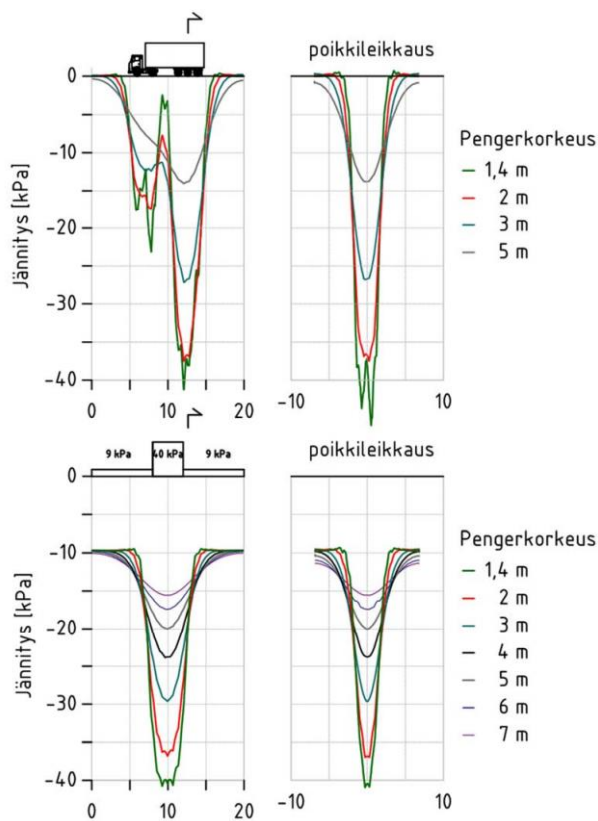 poikkileikkaus
0
-10
-20
-30
-40
Jännitys [kPa]
0
10
20
-10
10
Pengerkorkeus
1,4 m
2 m
3 m
5 m
9 kPa
40 kPa
9 kPa
poikkileikkaus
0
-10
-20
-30
-40
Jännitys [kPa]
0
10
20
-10
10
Pengerkorkeus
1,4 m
2 m
3 m
4 m
5 m
6 m
7 m